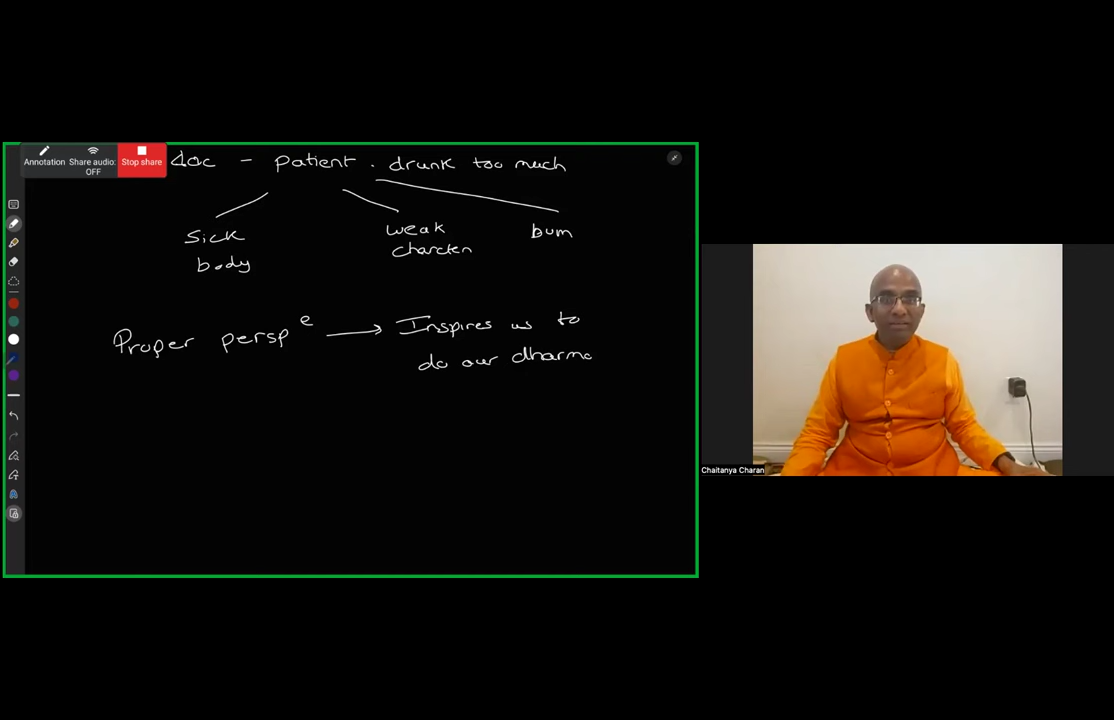 Annotation
Share audio: OFF
Stop share
doc - patient . drunk too much
sick body
weak charcten
bum
Proper persp e → Inspires us to
do our dharma
Chaitanya Charan